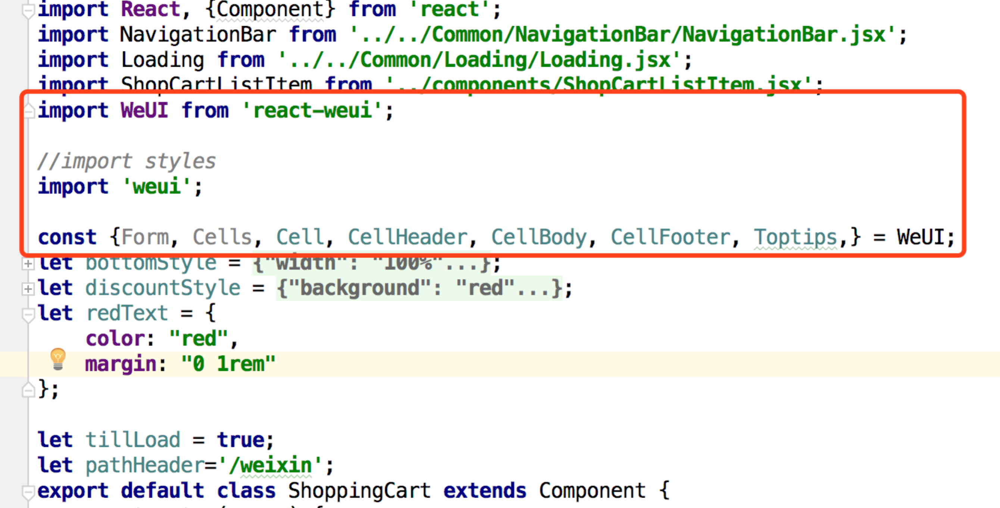 import React, {Component} from 'react';
import NavigationBar from '../../Common/NavigationBar/NavigationBar.jsx';
import Loading from '../../Common/Loading/Loading.jsx';
import ShopCartListItem from '../components/ShopCartListItem.jsx';
import WeUI from 'react-weui';
//import styles
import 'weui';
const {Form, Cells, Cell, CellHeader, CellBody, CellFooter, Toptips,} = WeUI;
let bottomStyle = {"width": "100%"...};
let discountStyle = {"background": "red"...};
let redText = {
color: "red",
margin: "0 1rem"
};
let tillLoad = true;
let pathHeader='/weixin';
export default class ShoppingCart extends Component {